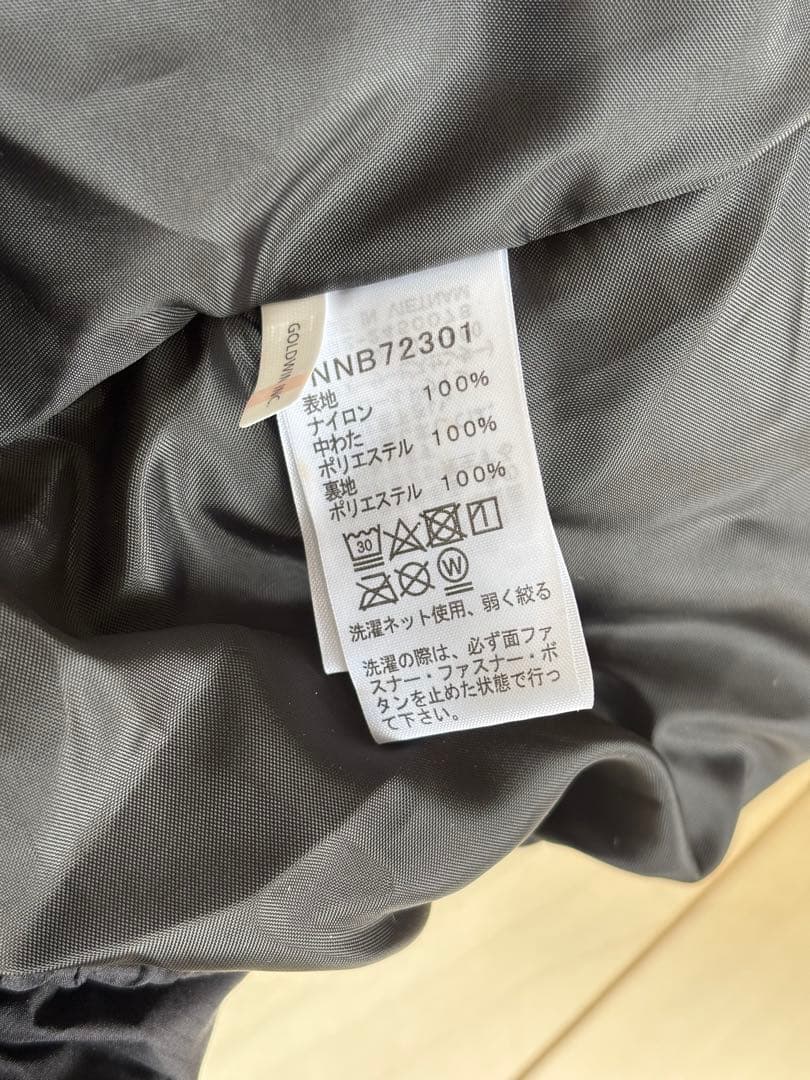 GOLDWIN INC.
IN VIETNAM
NNB72301
表地
ナイロン 100%
中わた
ポリエステル 100%
裏地
ポリエステル 100%
30
W
洗濯ネット使用、弱く絞る
洗濯の際は、必ず面ファ
スナー・ファスナー・ボ
タンを止めた状態で行っ
て下さい。